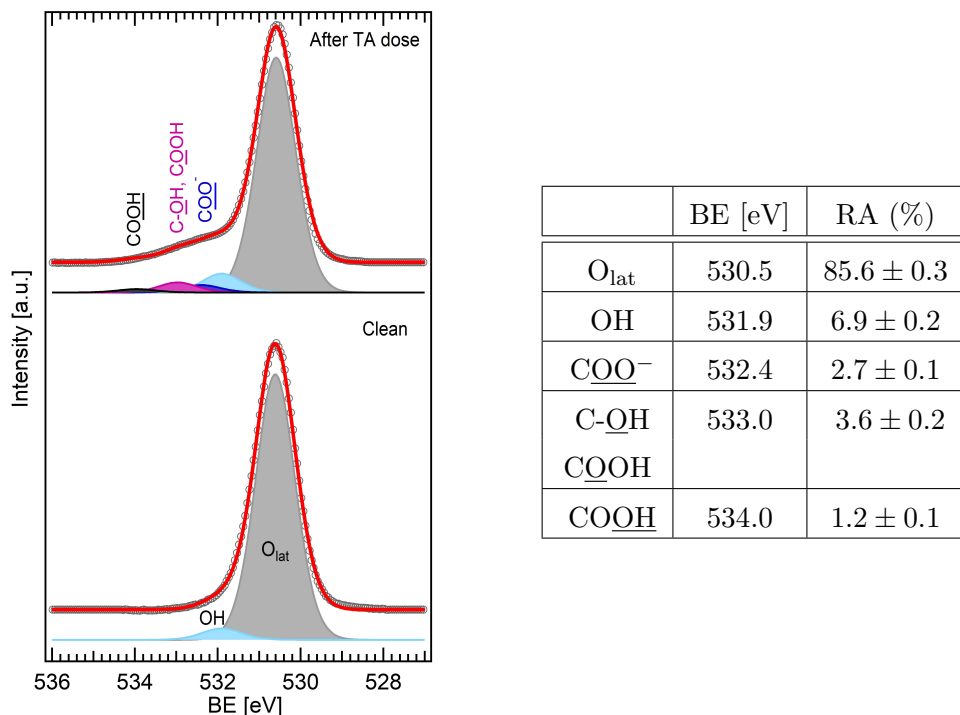 After TA dose
COOH
C-OH, COOH
COO-
Clean
Olat
OH
Intensity [a.u.]
536 534 532 530 528
BE [eV]
BE [eV] RA (%)
Olat 530.5 85.6 ± 0.3
OH 531.9 6.9 ± 0.2
COO− 532.4 2.7 ± 0.1
C-OH 533.0 3.6 ± 0.2
COOH
COOH 534.0 1.2 ± 0.1